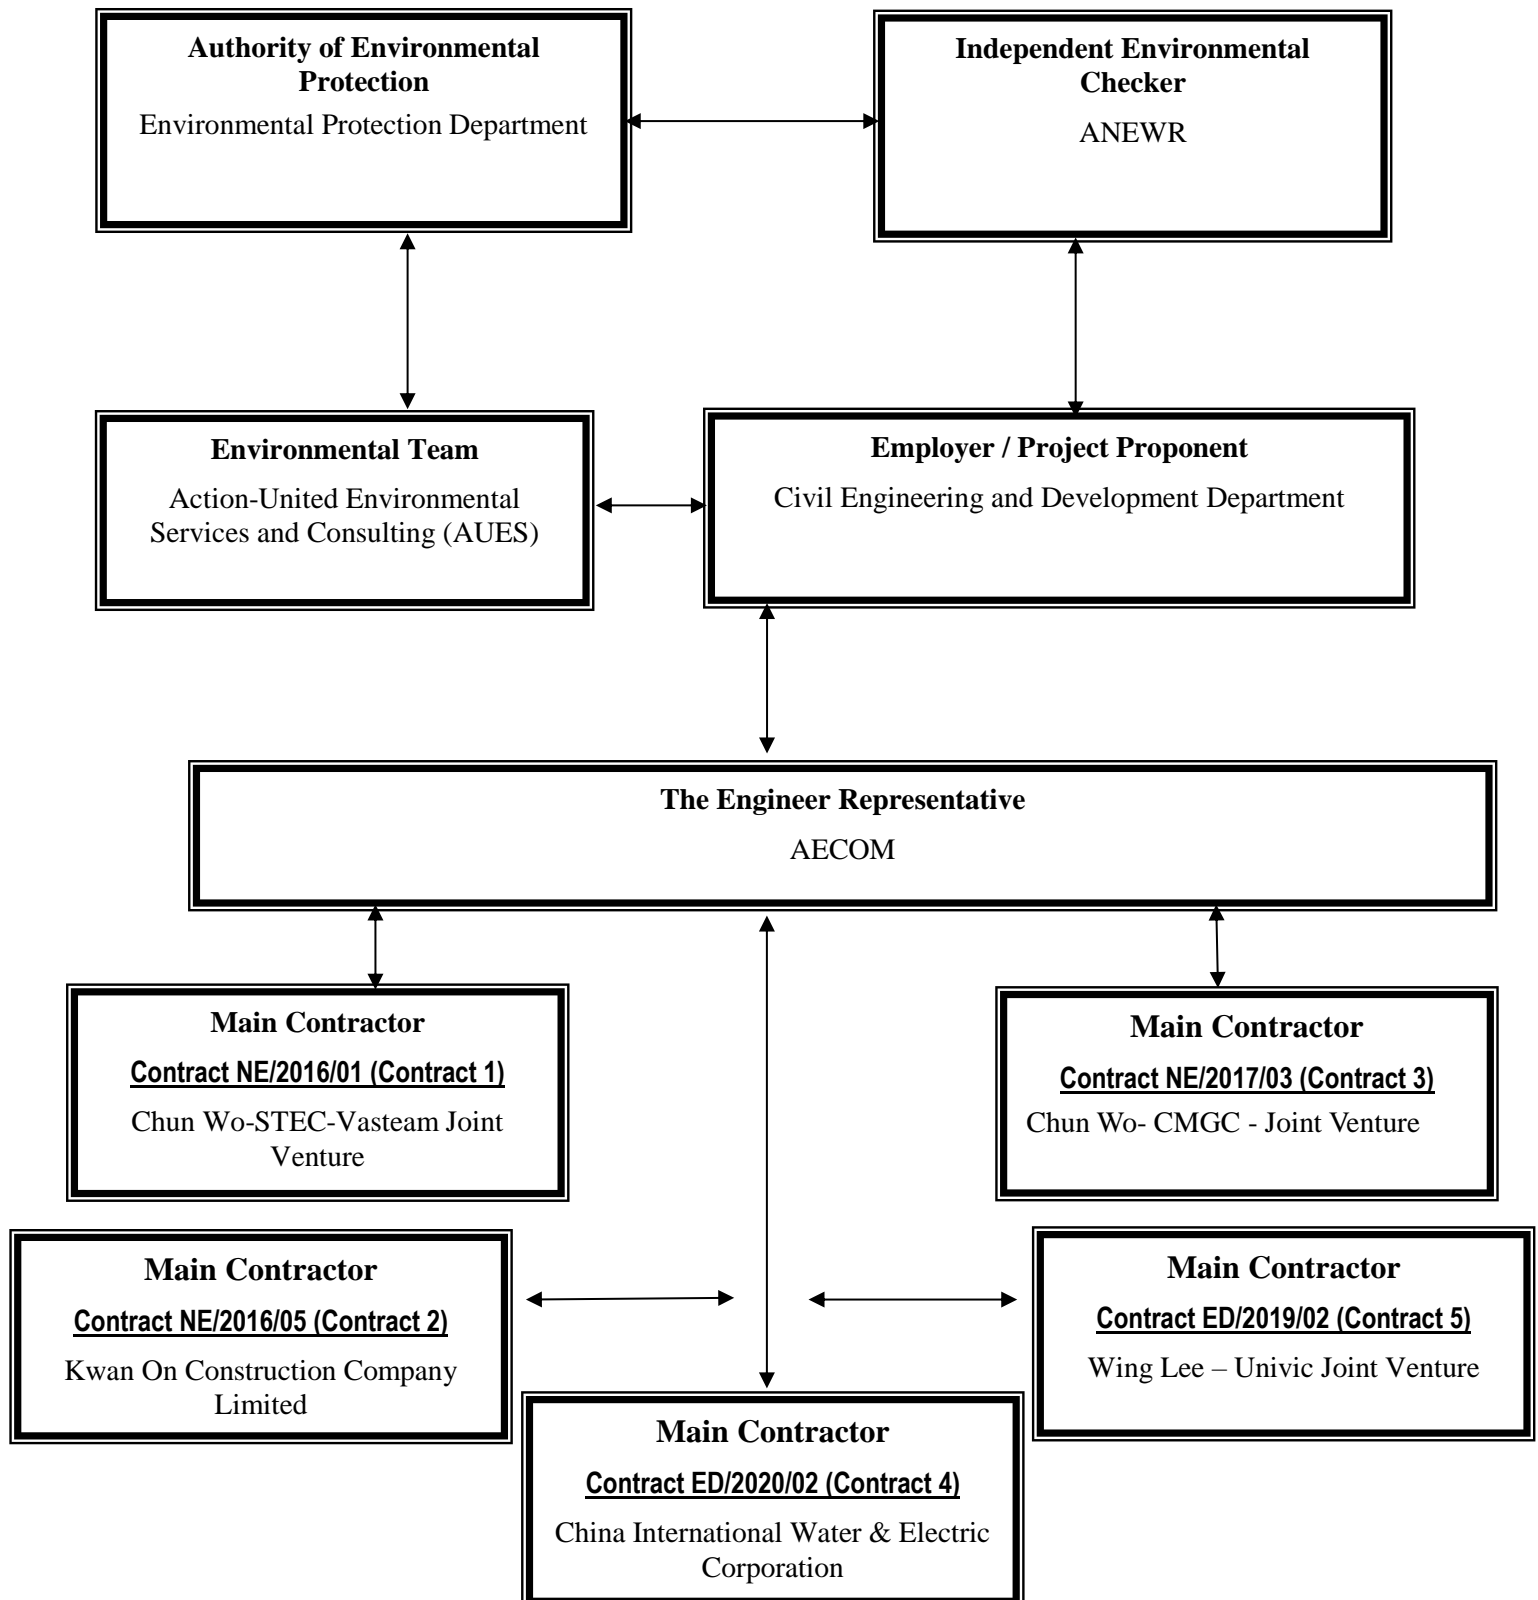 Authority of Environmental
Protection
Environmental Protection Department
Independent Environmental
Checker
ANEWR
Environmental Team
Action-United Environmental
Services and Consulting (AUES)
Employer / Project Proponent
Civil Engineering and Development Department
The Engineer Representative
AECOM
Main Contractor
Contract NE/2016/01 (Contract 1)
Chun Wo-STEC-Vasteam Joint
Venture
Main Contractor
Contract NE/2017/03 (Contract 3)
Chun Wo- CMGC - Joint Venture
Main Contractor
Contract NE/2016/05 (Contract 2)
Kwan On Construction Company
Limited
Main Contractor
Contract ED/2019/02 (Contract 5)
Wing Lee – Univic Joint Venture
Main Contractor
Contract ED/2020/02 (Contract 4)
China International Water & Electric
Corporation